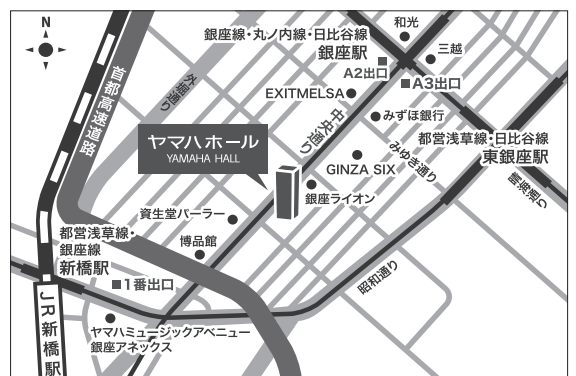 N
和光
銀座線・丸ノ内線・日比谷線
銀座駅
三越
A2出口
A3出口
首都高速道路
外堀通り
EXITMELSA
中央通り
みずほ銀行
ヤマハホール
YAMAHA HALL
都営浅草線・日比谷線
東銀座駅
みゆき通り
GINZA SIX
晴海通り
銀座ライオン
資生堂パーラー
都営浅草線・
銀座線
新橋駅
博品館
昭和通り
1番出口
JR新橋駅
ヤマハミュージックアベニュー
銀座アネックス